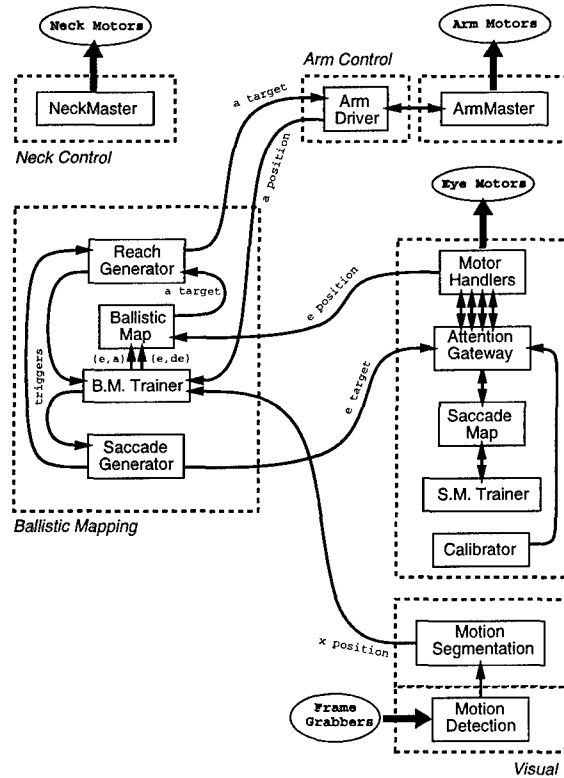 Neck Motors
Arm Motors
Arm Control
NeckMaster
a target
Arm
Driver
ArmMaster
Neck Control
a position
Eye Motors
Reach
Generator
Motor
Handlers
a target
e position
Ballistic
Map
Attention
Gateway
(e,a)
(e,de)
triggers
B.M. Trainer
e target
Saccade
Map
Saccade
Generator
S.M. Trainer
Ballistic Mapping
Calibrator
x position
Motion
Segmentation
Frame
Grabbers
Motion
Detection
Visual